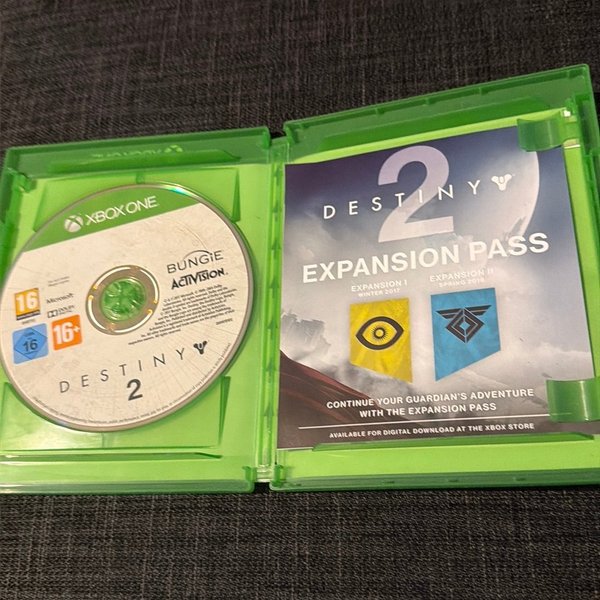 XBOX ONE
BUNGIE
ACTIVISION.
16
Microsoft
DOLBY
16
16+
DESTINY
2
2
DESTINY
EXPANSION PASS
EXPANSION I
WINTER 2017
EXPANSION II
SPRING 2018
CONTINUE YOUR GUARDIAN'S ADVENTURE
WITH THE EXPANSION PASS
AVAILABLE FOR DIGITAL DOWNLOAD AT THE XBOX STORE